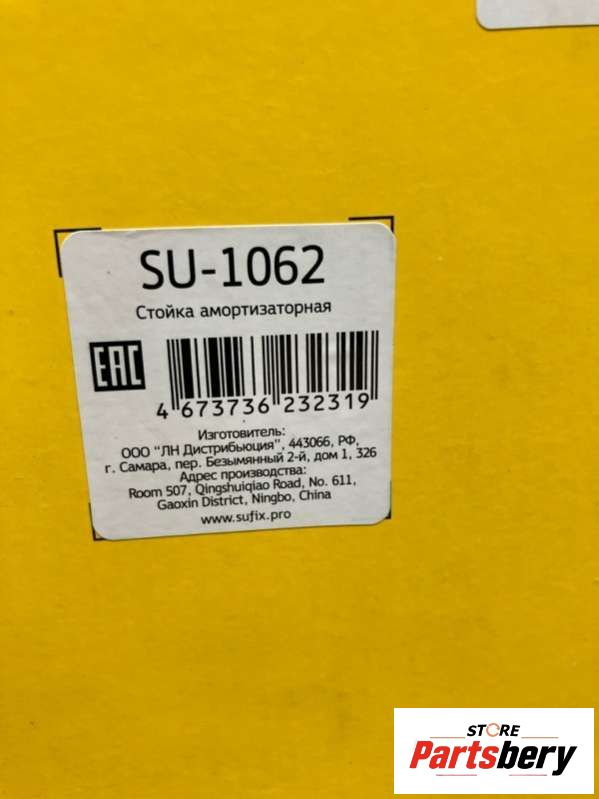 SU-1062
Стойка амортизаторная
EAC
4 673736 232319
Изготовитель:
ООО "ЛН Дистрибьюция", 443066, РФ,
г. Самара, пер. Безымянный 2-й, дом 1, 326
Адрес производства:
Room 507, Qingshuiqiao Road, No. 611,
Gaoxin District, Ningbo, China
www.sufix.pro
STORE
Partsbery